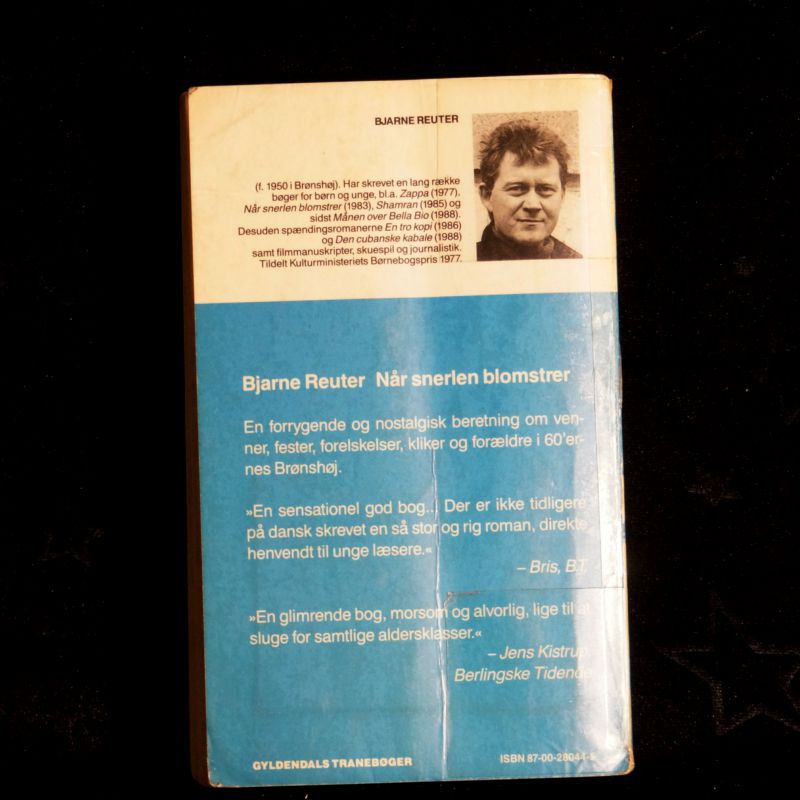 BJARNE REUTER
(f. 1950 i Brønshøj). Har skrevet en lang række
bøger for børn og unge, bl.a. Zappa (1977),
Når snerlen blomstrer (1983), Shamran (1985) og
sidst Månen over Bella Bio (1988).
Desuden spændingsromanerne En tro kopi (1986)
og Den cubanske kabale (1988)
samt filmmanuskripter, skuespil og journalistik.
Tildelt Kulturministeriets Børnebogspris 1977.
Bjarne Reuter Når snerlen blomstrer
En forrygende og nostalgisk beretning om ven-
ner, fester, forelskelser, kliker og forældre i 60'er-
nes Brønshøj.
»En sensationel god bog... Der er ikke tidligere
på dansk skrevet en så stor og rig roman, direkte
henvendt til unge læsere.«
– Bris, B.T.
»En glimrende bog, morsom og alvorlig, lige til at
sluge for samtlige aldersklasser.«
– Jens Kistrup,
Berlingske Tidende
GYLDENDALS TRANEBØGER
ISBN 87-00-28044-